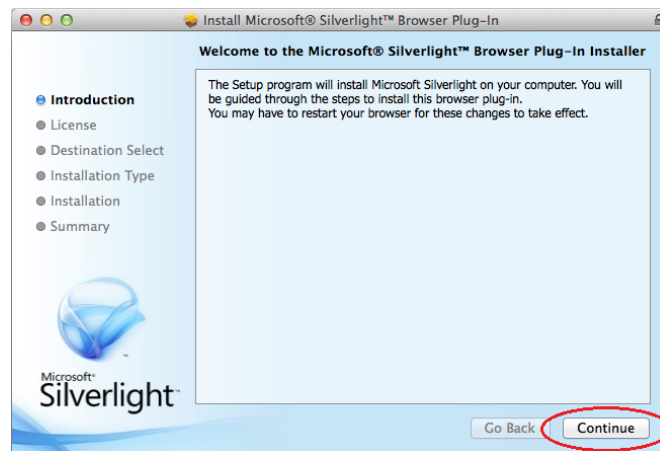 Install Microsoft® Silverlight™ Browser Plug-In
Welcome to the Microsoft® Silverlight™ Browser Plug-In Installer
Introduction
License
Destination Select
Installation Type
Installation
Summary
The Setup program will install Microsoft Silverlight on your computer. You will
be guided through the steps to install this browser plug-in.
You may have to restart your browser for these changes to take effect.
Microsoft®
Silverlight™
Go Back
Continue